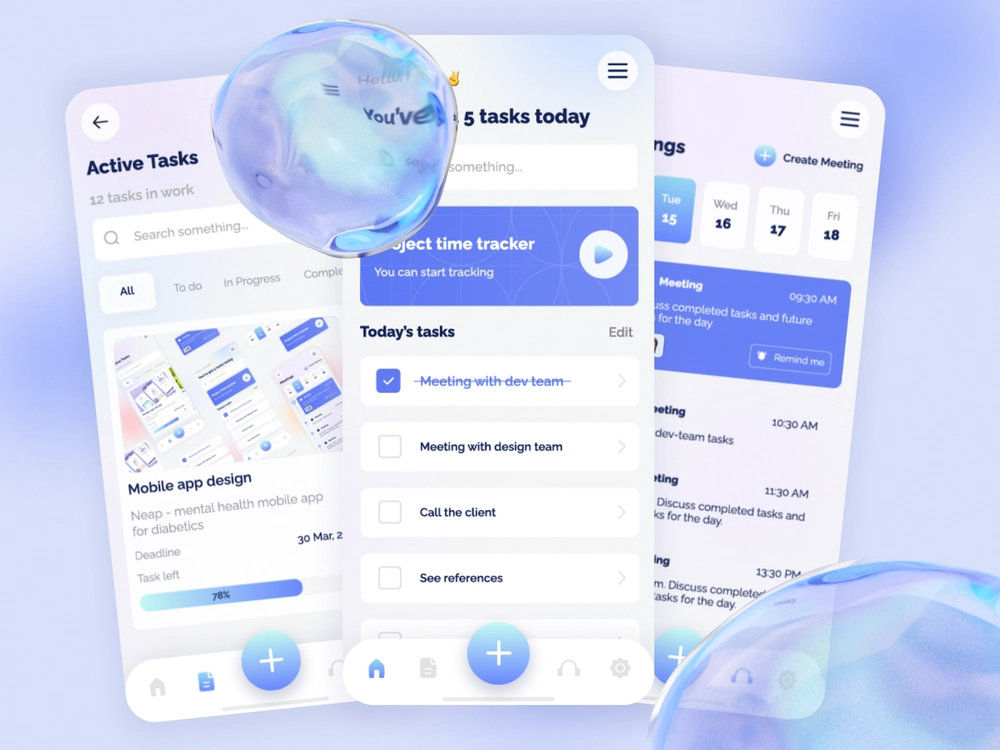 Active Tasks
12 tasks in work
Search something...
All
To do
In Progress
Comple
Mobile app design
Neap - mental health mobile app
for diabetics
Deadline
30 Mar, 2
Task left
78%
Hello
You've
5 tasks today
something...
oject time tracker
You can start tracking
Today's tasks
Edit
Meeting with dev team
Meeting with design team
Call the client
See references
ngs
Create Meeting
Tue
15
Wed
16
Thu
17
Fri
18
Meeting
09:30 AM
uss completed tasks and future
s for the day
Remind me
eeting
10:30 AM
dev-team tasks
eting
11:30 AM
Discuss completed tasks and
ks for the day.
ing
13:30 PM
m. Discuss completed
tasks for the day.